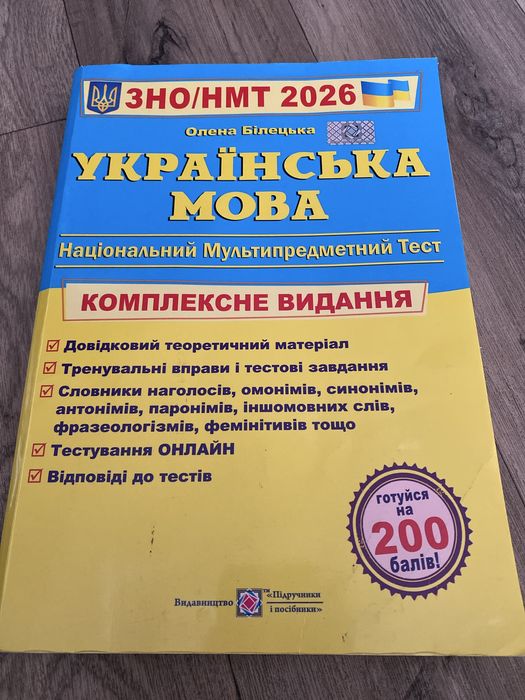 ЗНО/НМТ 2026
Олена Білецька
УКРАЇНСЬКА
МОВА
Національний Мультипредметний Тест
КОМПЛЕКСНЕ ВИДАННЯ
Довідковий теоретичний матеріал
Тренувальні вправи і тестові завдання
Словники наголосів, омонімів, синонімів,
антонімів, паронімів, іншомовних слів,
фразеологізмів, фемінітивів тощо
Тестування ОНЛАЙН
Відповіді до тестів
готуйся
на
200
балів!
Видавництво ™ «Підручники
і посібники»